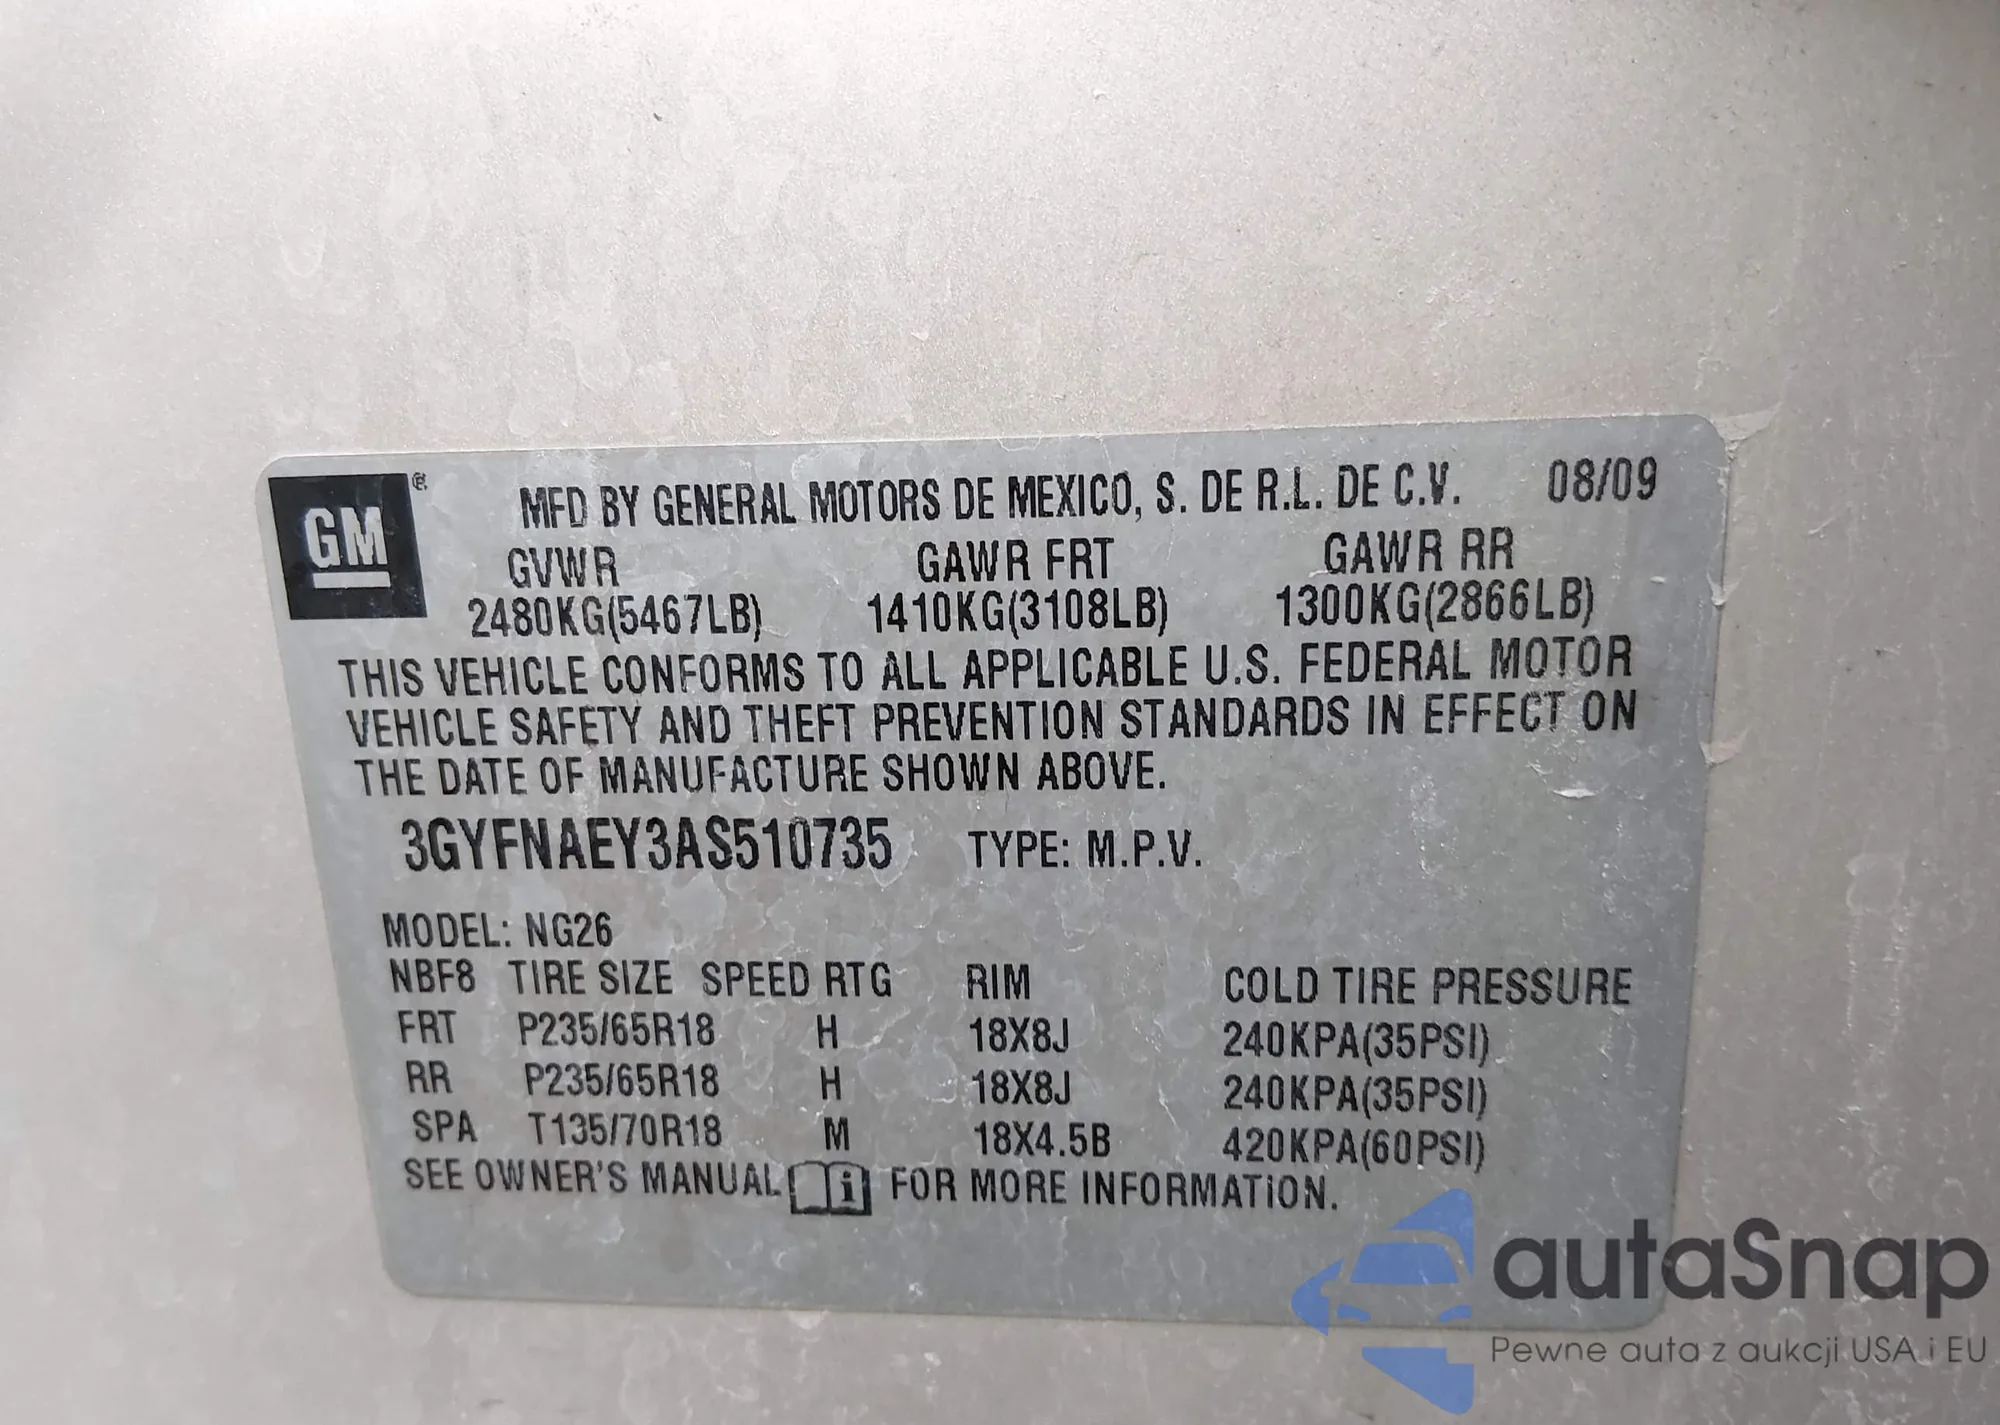 GM®
MFD BY GENERAL MOTORS DE MEXICO, S. DE R.L. DE C.V. 08/09
GVWR GAWR FRT GAWR RR
2480KG(5467LB) 1410KG(3108LB) 1300KG(2866LB)
THIS VEHICLE CONFORMS TO ALL APPLICABLE U.S. FEDERAL MOTOR
VEHICLE SAFETY AND THEFT PREVENTION STANDARDS IN EFFECT ON
THE DATE OF MANUFACTURE SHOWN ABOVE.
3GYFNAEY3AS510735 TYPE: M.P.V.
MODEL: NG26
NBF8 TIRE SIZE SPEED RTG RIM COLD TIRE PRESSURE
FRT P235/65R18 H 18X8J 240KPA(35PSI)
RR P235/65R18 H 18X8J 240KPA(35PSI)
SPA T135/70R18 M 18X4.5B 420KPA(60PSI)
SEE OWNER'S MANUAL i FOR MORE INFORMATION.
autaSnap
Pewne auta z aukcji USA i EU